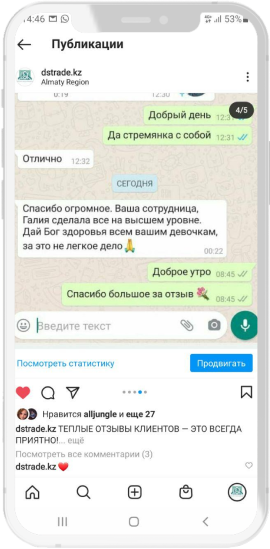 14:46
53%
Публикации
dstrade.kz
Almaty Region
12:30
4/5
Добрый день
Да стремянка с собой 12:31
Отлично 12:32
СЕГОДНЯ
Спасибо огромное. Ваша сотрудница,
Галия сделала все на высшем уровне.
Дай Бог здоровья всем вашим девочкам,
за это не легкое дело🙏
00:22
Доброе утро 08:45
Спасибо большое за отзыв 🌹 08:45
Введите текст
Посмотреть статистику
Продвигать
Нравится alljungle и еще 27
dstrade.kz ТЕПЛЫЕ ОТЗЫВЫ КЛИЕНТОВ — ЭТО ВСЕГДА
ПРИЯТНО!... ещё
Посмотреть все комментарии (3)
dstrade.kz ❤️